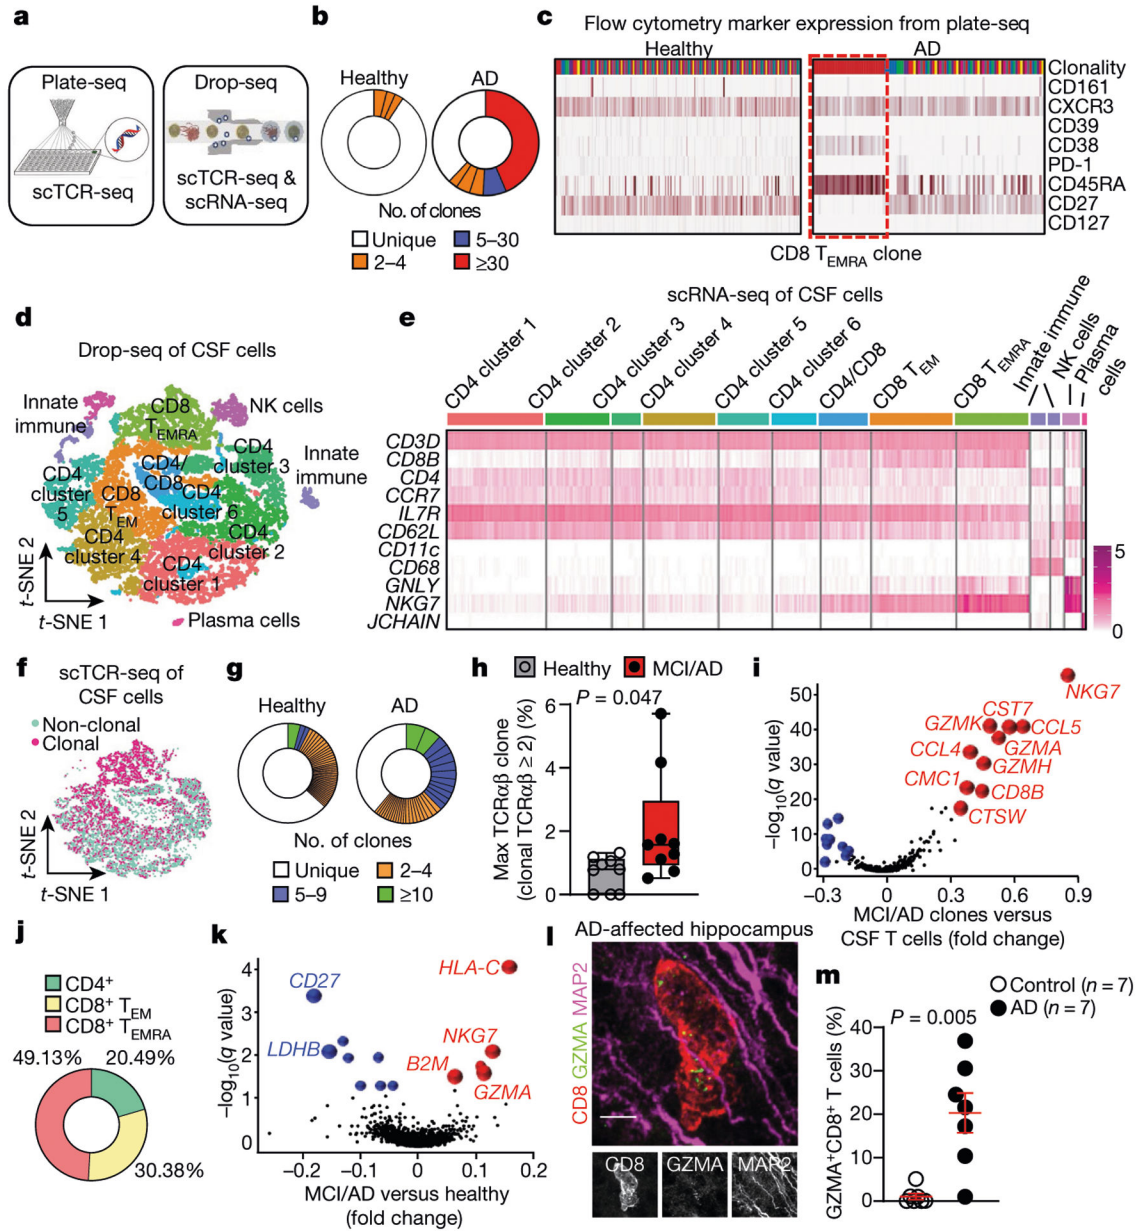 a
Plate-seq
scTCR-seq
Drop-seq
scTCR-seq &
scRNA-seq
b
Healthy
AD
No. of clones
Unique
5–30
2–4
≥30
c
Flow cytometry marker expression from plate-seq
Healthy
AD
Clonality
CD161
CXCR3
CD39
CD38
PD-1
CD45RA
CD27
CD127
CD8 TEMRA clone
d
Drop-seq of CSF cells
Innate
immune
CD8
TEMRA
NK cells
CD4/
CD8
CD4
cluster 3
Innate
immune
CD4
cluster
5
CD8
TEM
CD4
cluster 6
CD4
cluster 4
CD4
cluster 2
CD4
cluster 1
t-SNE 2
t-SNE 1
Plasma cells
e
scRNA-seq of CSF cells
CD4 cluster 1
CD4 cluster 2
CD4 cluster 3
CD4 cluster 4
CD4 cluster 5
CD4 cluster 6
CD4/CD8
CD8 TEM
CD8 TEMRA
Innate immune
NK cells
Plasma
cells
CD3D
CD8B
CD4
CCR7
IL7R
CD62L
CD11c
CD68
GNLY
NKG7
JCHAIN
5
0
f
scTCR-seq of
CSF cells
Non-clonal
Clonal
t-SNE 2
t-SNE 1
g
Healthy
AD
No. of clones
Unique
2–4
5–9
≥10
h
Healthy
MCI/AD
P = 0.047
Max TCRαβ clone
(clonal TCRαβ ≥ 2) (%)
6
4
2
0
i
NKG7
CST7
GZMK
CCL5
GZMA
CCL4
GZMH
CMC1
CD8B
CTSW
–log10(q value)
50
40
30
20
10
0
–0.3
0
0.3
0.6
0.9
MCI/AD clones versus
CSF T cells (fold change)
j
CD4+
CD8+ TEM
CD8+ TEMRA
49.13%
20.49%
30.38%
k
CD27
HLA-C
LDHB
NKG7
B2M
GZMA
–log10(q value)
4
3
2
1
0
–0.2
–0.1
0
0.1
0.2
MCI/AD versus healthy
(fold change)
l
AD-affected hippocampus
CD8 GZMA MAP2
CD8
GZMA
MAP2
m
Control (n = 7)
AD (n = 7)
P = 0.005
GZMA+CD8+ T cells (%)
40
30
20
10
0